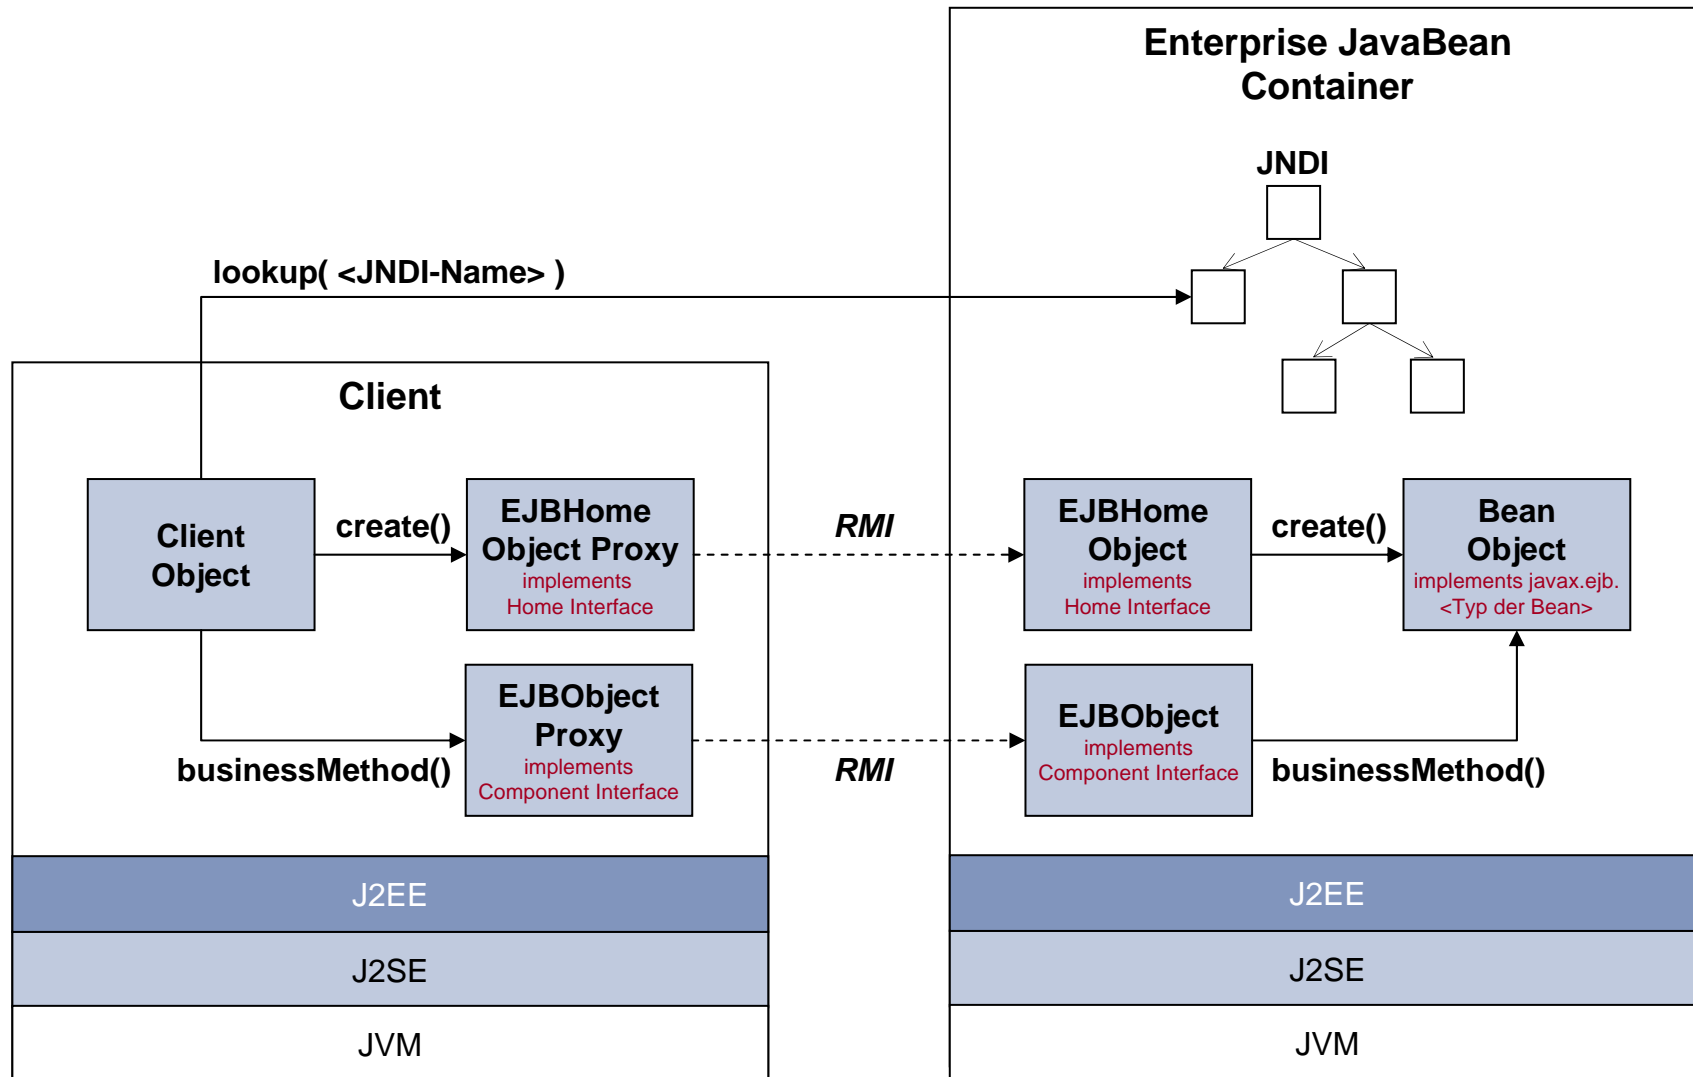 Enterprise JavaBean
Container
JNDI
lookup( <JNDI-Name> )
Client
Client
Object
create()
EJBHome
Object Proxy
implements
Home Interface
RMI
EJBHome
Object
implements
Home Interface
create()
Bean
Object
implements javax.ejb.
<Typ der Bean>
businessMethod()
EJBObject
Proxy
implements
Component Interface
RMI
EJBObject
implements
Component Interface
businessMethod()
J2EE
J2SE
JVM
J2EE
J2SE
JVM